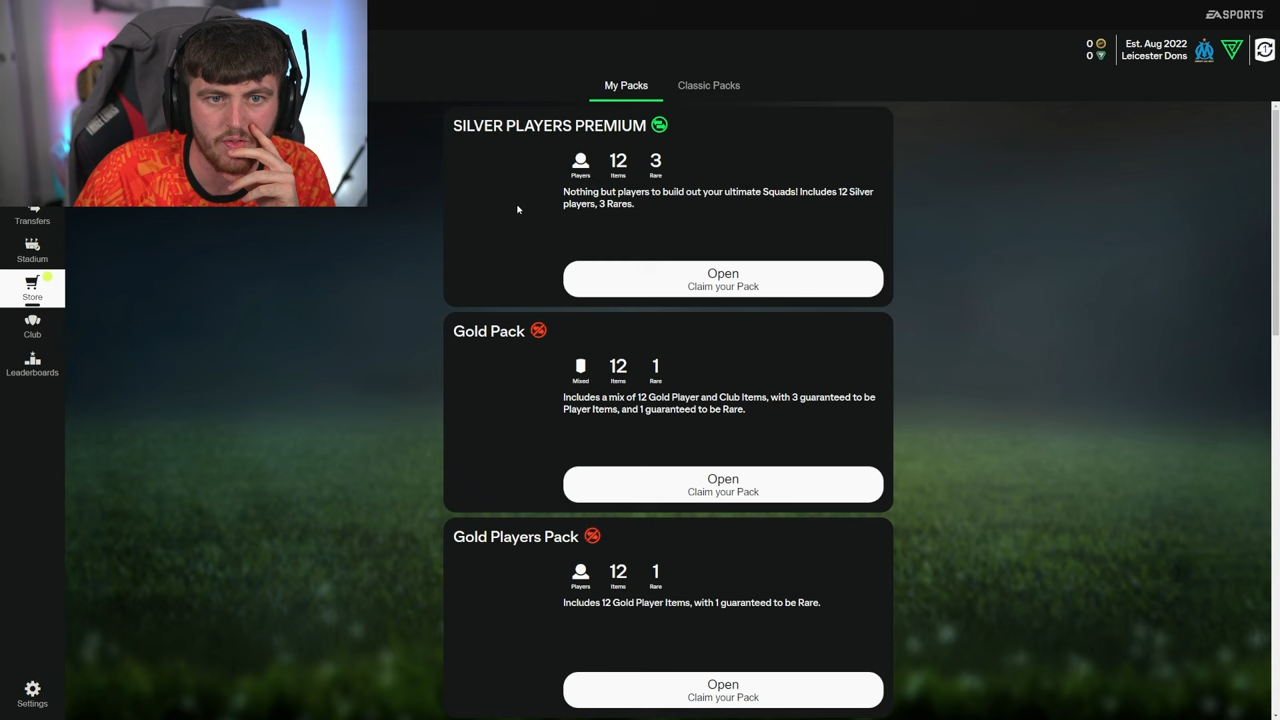 EA SPORTS
0
0
Est. Aug 2022
Leicester Dons
My Packs
Classic Packs
Transfers
Stadium
Store
Club
Leaderboards
Settings
SILVER PLAYERS PREMIUM
12
3
Players
Items
Rare
Nothing but players to build out your ultimate Squads! Includes 12 Silver
players, 3 Rares.
Open
Claim your Pack
Gold Pack
12
1
Mixed
Items
Rare
Includes a mix of 12 Gold Player and Club Items, with 3 guaranteed to be
Player Items, and 1 guaranteed to be Rare.
Open
Claim your Pack
Gold Players Pack
12
1
Players
Items
Rare
Includes 12 Gold Player Items, with 1 guaranteed to be Rare.
Open
Claim your Pack